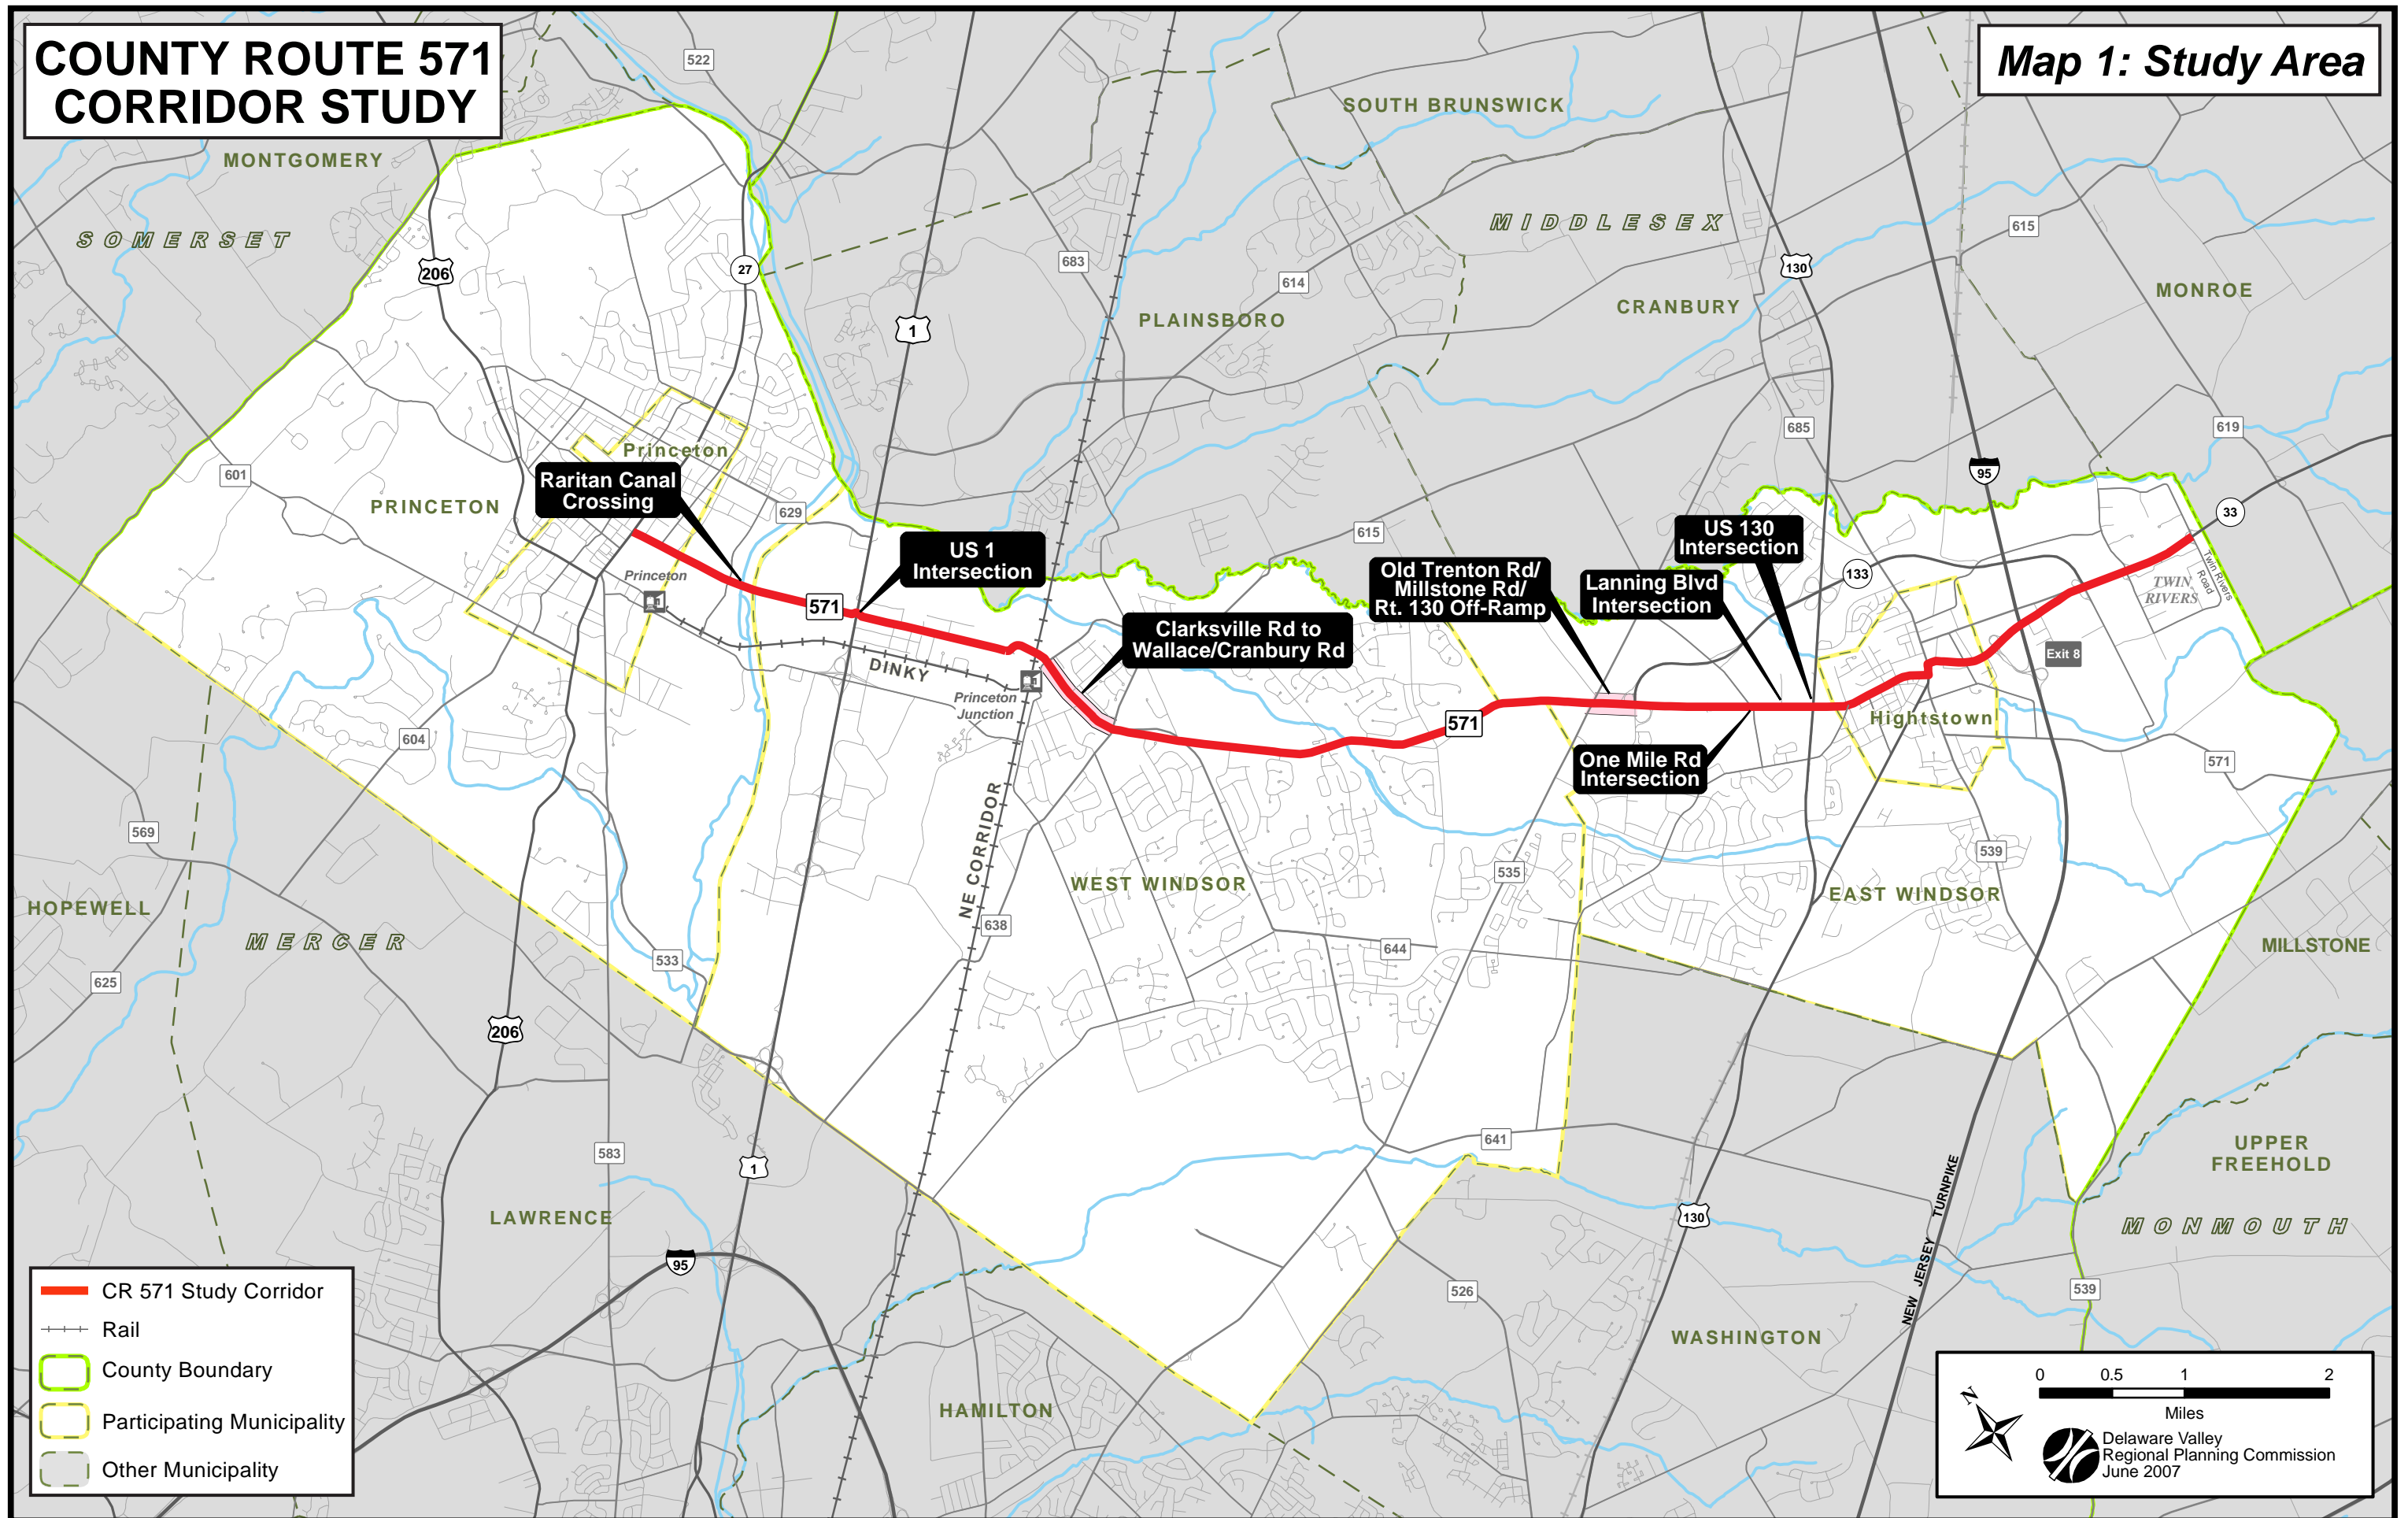 COUNTY ROUTE 571
CORRIDOR STUDY
Map 1: Study Area
522
SOUTH BRUNSWICK
MONTGOMERY
SOMERSET
MIDDLESEX
615
206
27
683
614
130
MONROE
CRANBURY
PLAINSBORO
1
685
619
Princeton
601
95
PRINCETON
Raritan Canal
Crossing
629
33
615
US 1
Intersection
US 130
Intersection
Old Trenton Rd/
Millstone Rd/
Rt. 130 Off-Ramp
Lanning Blvd
Intersection
133
Twin Rivers
Road
TWIN
RIVERS
Princeton
571
Clarksville Rd to
Wallace/Cranbury Rd
Exit 8
DINKY
Princeton
Junction
571
Hightstown
604
One Mile Rd
Intersection
571
569
NE CORRIDOR
539
535
WEST WINDSOR
EAST WINDSOR
HOPEWELL
638
MERCER
644
MILLSTONE
533
625
206
641
UPPER
FREEHOLD
583
1
NEW JERSEY TURNPIKE
LAWRENCE
130
MONMOUTH
95
526
539
WASHINGTON
HAMILTON
CR 571 Study Corridor
Rail
County Boundary
Participating Municipality
Other Municipality
0 0.5 1 2
Miles
N
Delaware Valley
Regional Planning Commission
June 2007